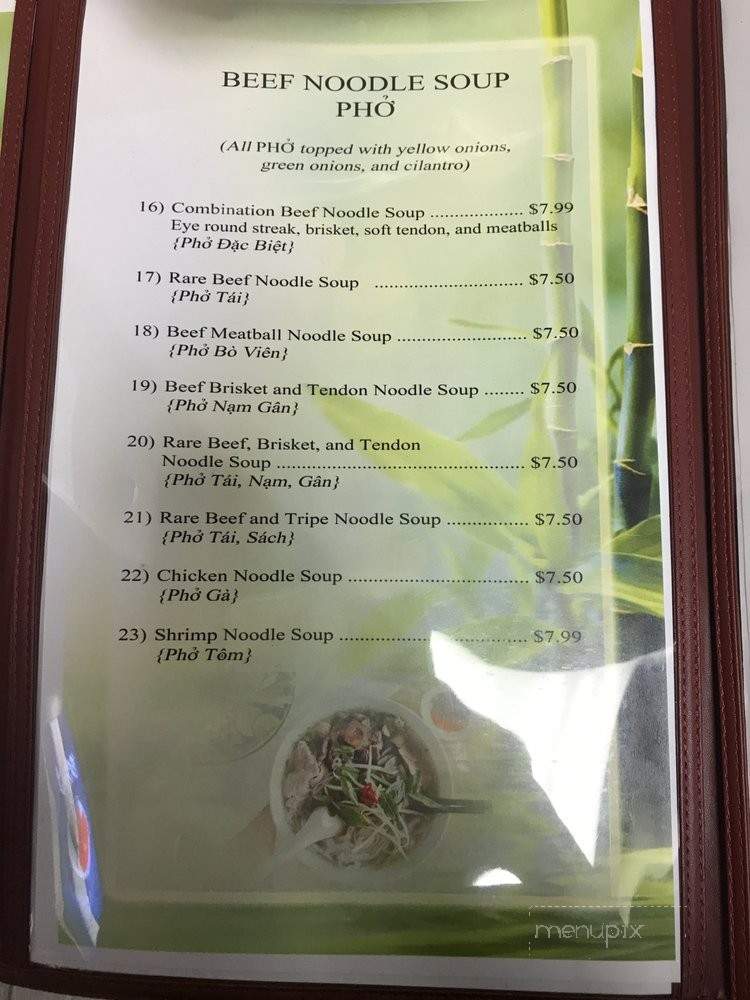 BEEF NOODLE SOUP
PHỞ
(All PHỞ topped with yellow onions,
green onions, and cilantro)
16) Combination Beef Noodle Soup ................... $7.99
Eye round streak, brisket, soft tendon, and meatballs
{Phở Đặc Biệt}
17) Rare Beef Noodle Soup .............................. $7.50
{Phở Tái}
18) Beef Meatball Noodle Soup .......................... $7.50
{Phở Bò Viên}
19) Beef Brisket and Tendon Noodle Soup ........ $7.50
{Phở Nạm Gân}
20) Rare Beef, Brisket, and Tendon
Noodle Soup .................................................. $7.50
{Phở Tái, Nạm, Gân}
21) Rare Beef and Tripe Noodle Soup ................ $7.50
{Phở Tái, Sách}
22) Chicken Noodle Soup .................................... $7.50
{Phở Gà}
23) Shrimp Noodle Soup ...................................... $7.99
{Phở Tôm}
menupix